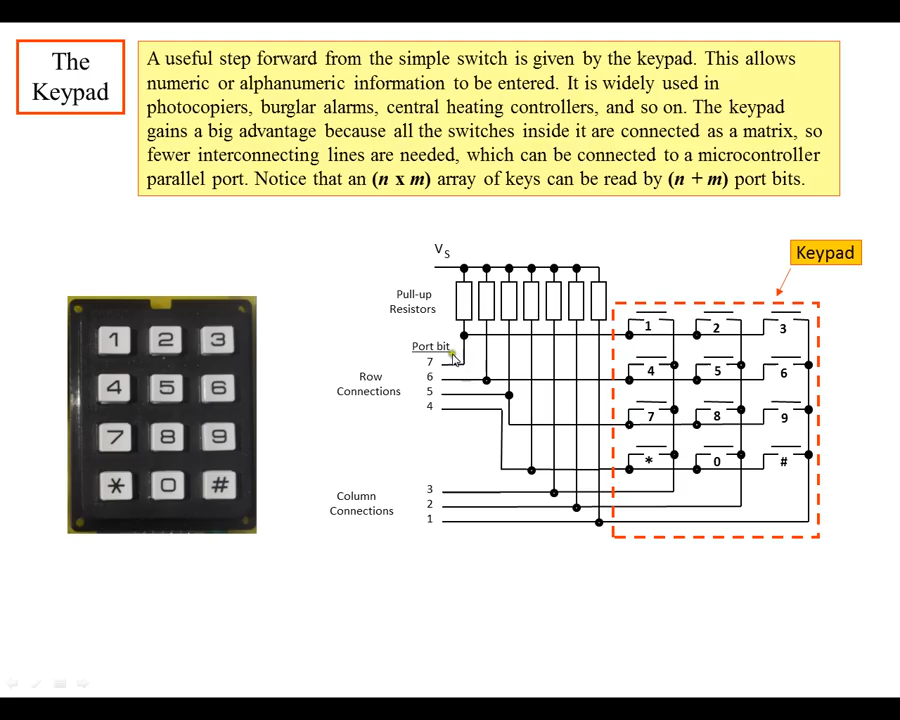 The
Keypad
A useful step forward from the simple switch is given by the keypad. This allows
numeric or alphanumeric information to be entered. It is widely used in
photocopiers, burglar alarms, central heating controllers, and so on. The keypad
gains a big advantage because all the switches inside it are connected as a matrix, so
fewer interconnecting lines are needed, which can be connected to a microcontroller
parallel port. Notice that an (n x m) array of keys can be read by (n + m) port bits.
1 2 3
4 5 6
7 8 9
* 0 #
VS
Pull-up
Resistors
Port bit
7
6
5
4
Row
Connections
3
2
1
Column
Connections
Keypad
1 2 3
4 5 6
7 8 9
* 0 #